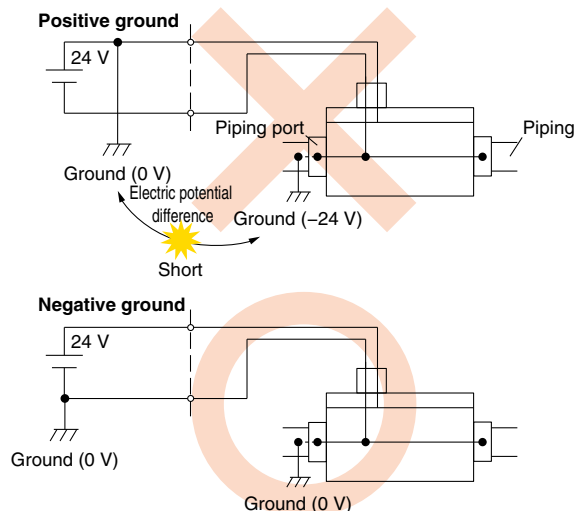 Positive ground
24 V
Piping port
Piping
Ground (0 V)
Electric potential
difference
Ground (−24 V)
Short
Negative ground
24 V
Ground (0 V)
Ground (0 V)